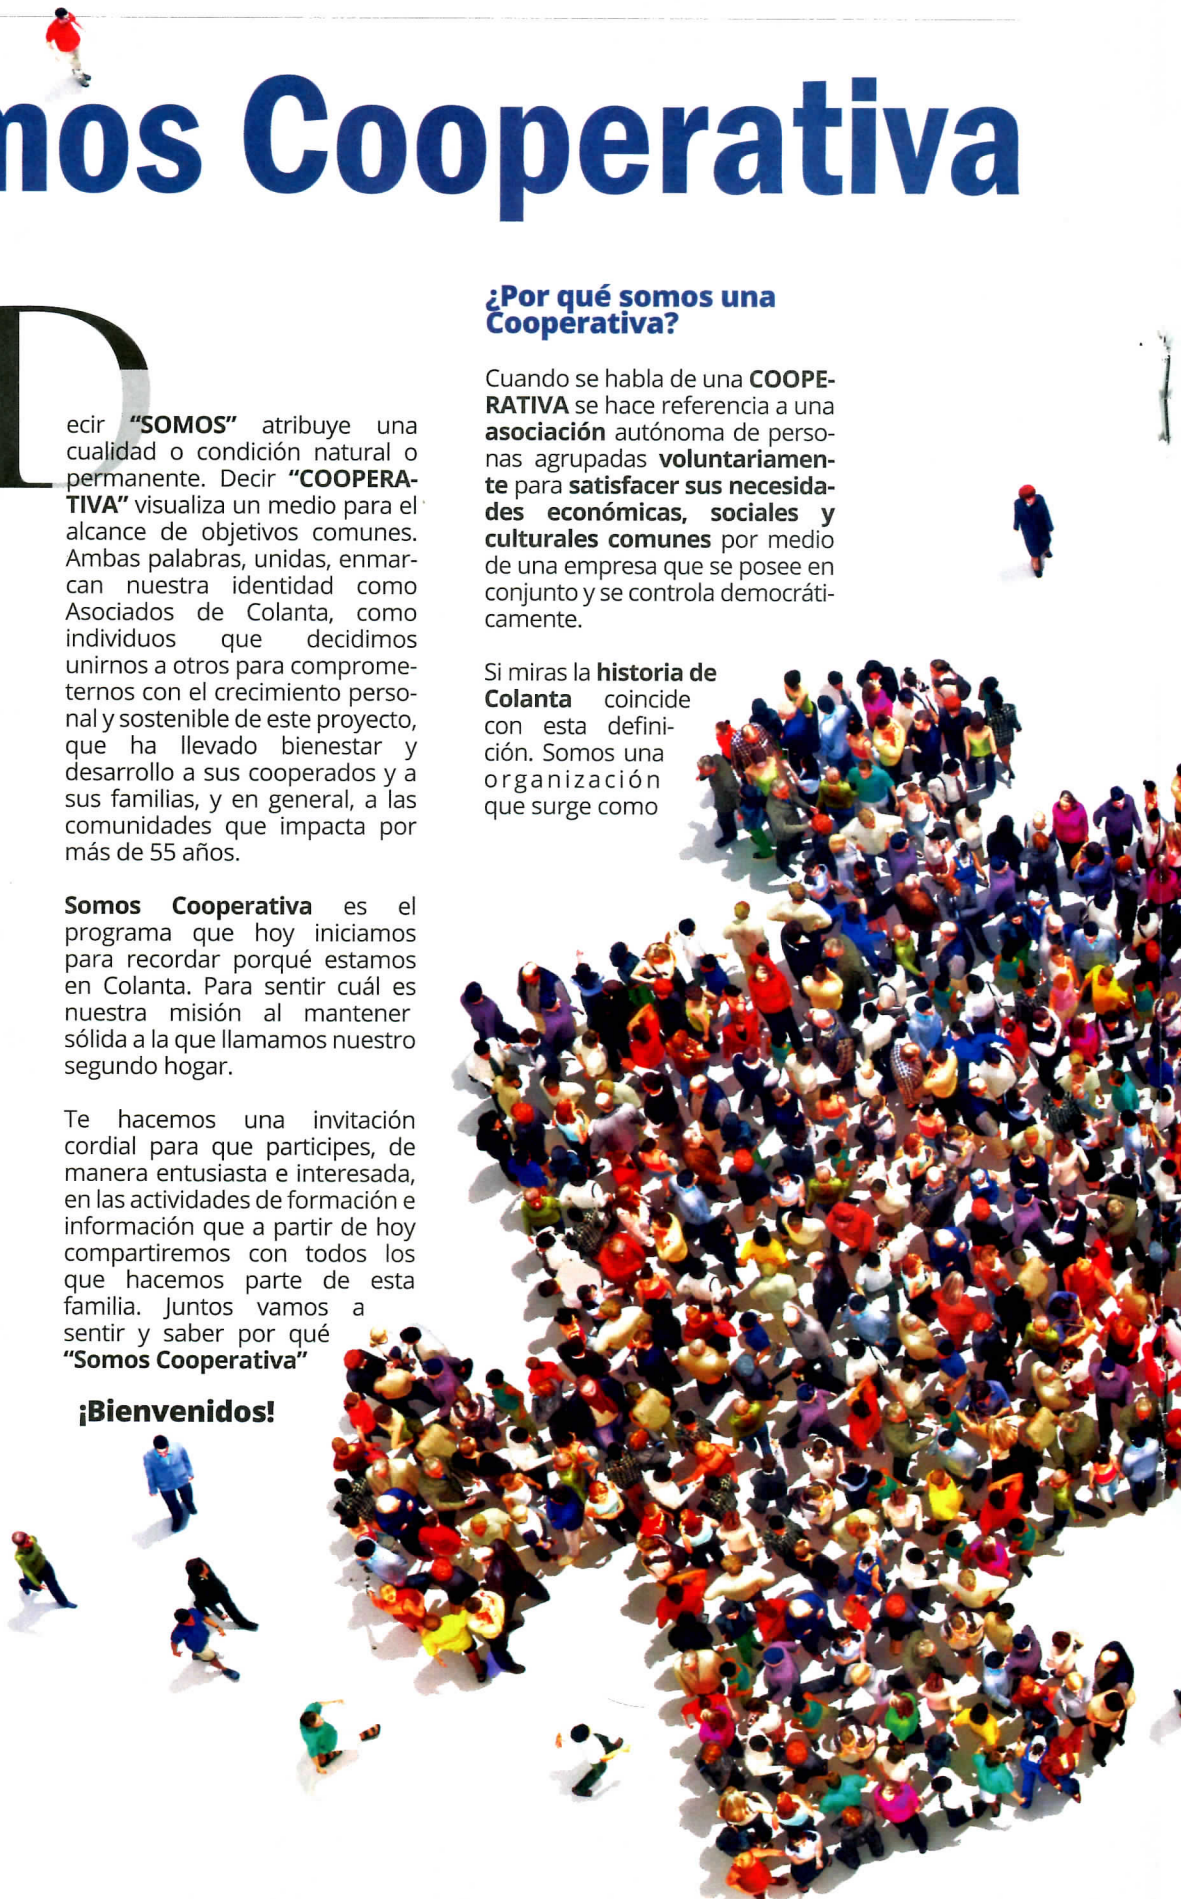 mos Cooperativa
Decir “SOMOS” atribuye una
cualidad o condición natural o
permanente. Decir “COOPERA-
TIVA” visualiza un medio para el
alcance de objetivos comunes.
Ambas palabras, unidas, enmar-
can nuestra identidad como
Asociados de Colanta, como
individuos que decidimos
unirnos a otros para comprome-
ternos con el crecimiento perso-
nal y sostenible de este proyecto,
que ha llevado bienestar y
desarrollo a sus cooperados y a
sus familias, y en general, a las
comunidades que impacta por
más de 55 años.
Somos Cooperativa es el
programa que hoy iniciamos
para recordar porqué estamos
en Colanta. Para sentir cuál es
nuestra misión al mantener
sólida a la que llamamos nuestro
segundo hogar.
Te hacemos una invitación
cordial para que participes, de
manera entusiasta e interesada,
en las actividades de formación e
información que a partir de hoy
compartiremos con todos los
que hacemos parte de esta
familia. Juntos vamos a
sentir y saber por qué
“Somos Cooperativa”
¡Bienvenidos!
¿Por qué somos una
Cooperativa?
Cuando se habla de una COOPE-
RATIVA se hace referencia a una
asociación autónoma de perso-
nas agrupadas voluntariamen-
te para satisfacer sus necesida-
des económicas, sociales y
culturales comunes por medio
de una empresa que se posee en
conjunto y se controla democráti-
camente.
Si miras la historia de
Colanta coincide
con esta defini-
ción. Somos una
organización
que surge como